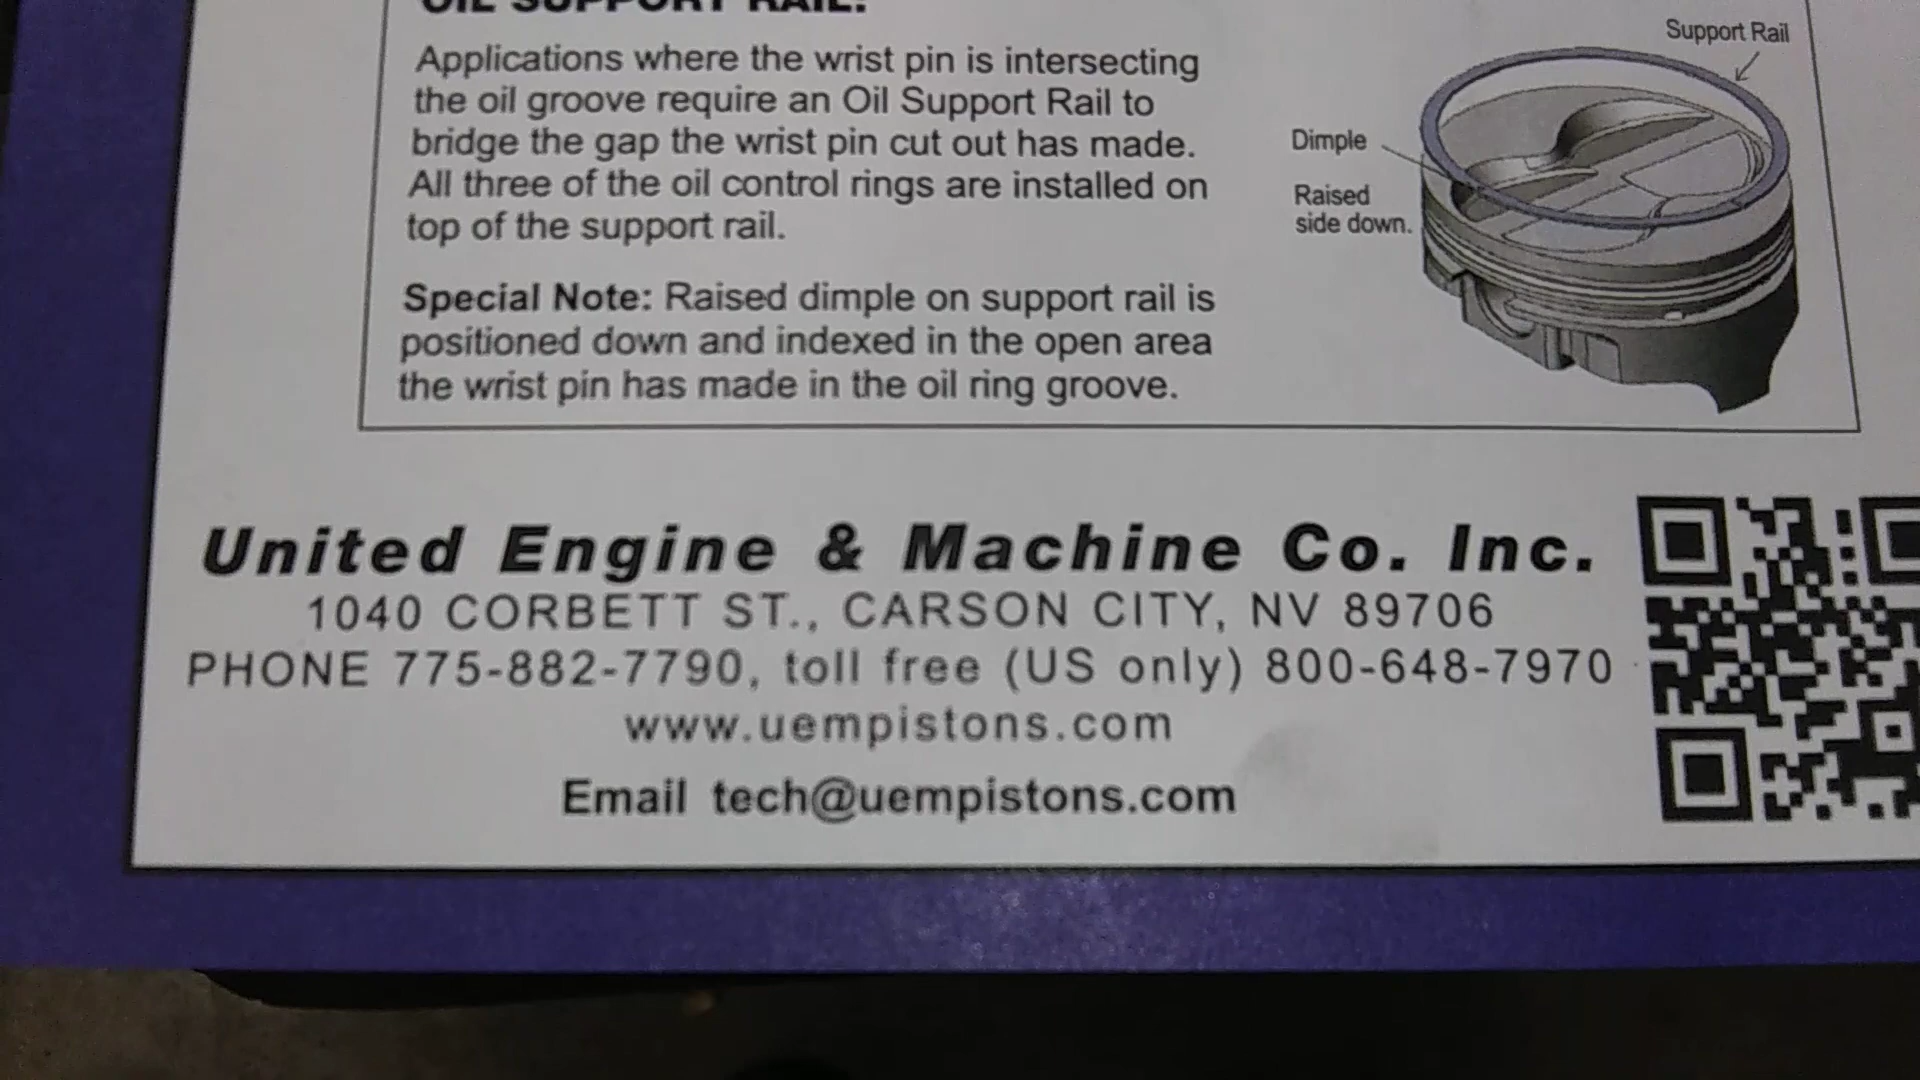 OIL SUPPORT RAIL:
Applications where the wrist pin is intersecting
the oil groove require an Oil Support Rail to
bridge the gap the wrist pin cut out has made.
All three of the oil control rings are installed on
top of the support rail.
Special Note: Raised dimple on support rail is
positioned down and indexed in the open area
the wrist pin has made in the oil ring groove.
Support Rail
Dimple
Raised
side down.
United Engine & Machine Co. Inc.
1040 CORBETT ST., CARSON CITY, NV 89706
PHONE 775-882-7790, toll free (US only) 800-648-7970
www.uempistons.com
Email tech@uempistons.com